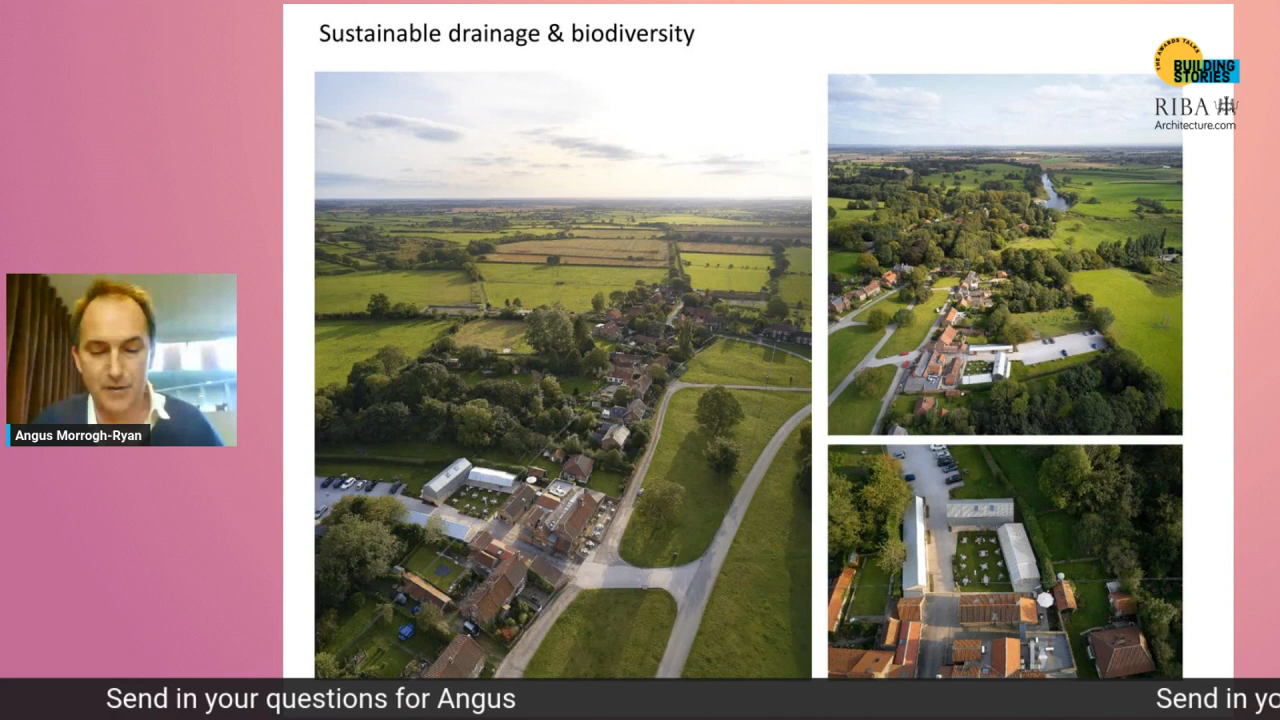 Sustainable drainage & biodiversity
THE AWARDS TALKS
BUILDING
STORIES
RIBA
Architecture.com
Angus Morrogh-Ryan
Send in your questions for Angus
Send in yo